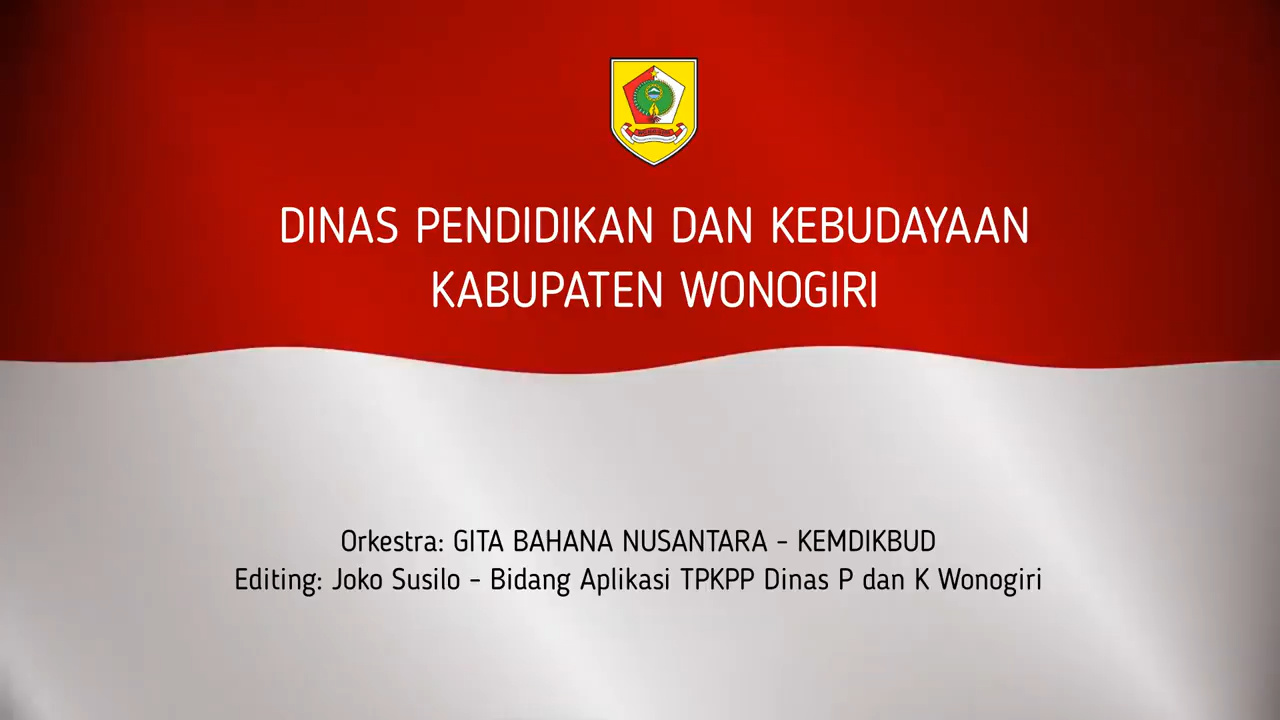 DINAS PENDIDIKAN DAN KEBUDAYAAN
KABUPATEN WONOGIRI
Orkestra: GITA BAHANA NUSANTARA - KEMDIKBUD
Editing: Joko Susilo - Bidang Aplikasi TPKPP Dinas P dan K Wonogiri